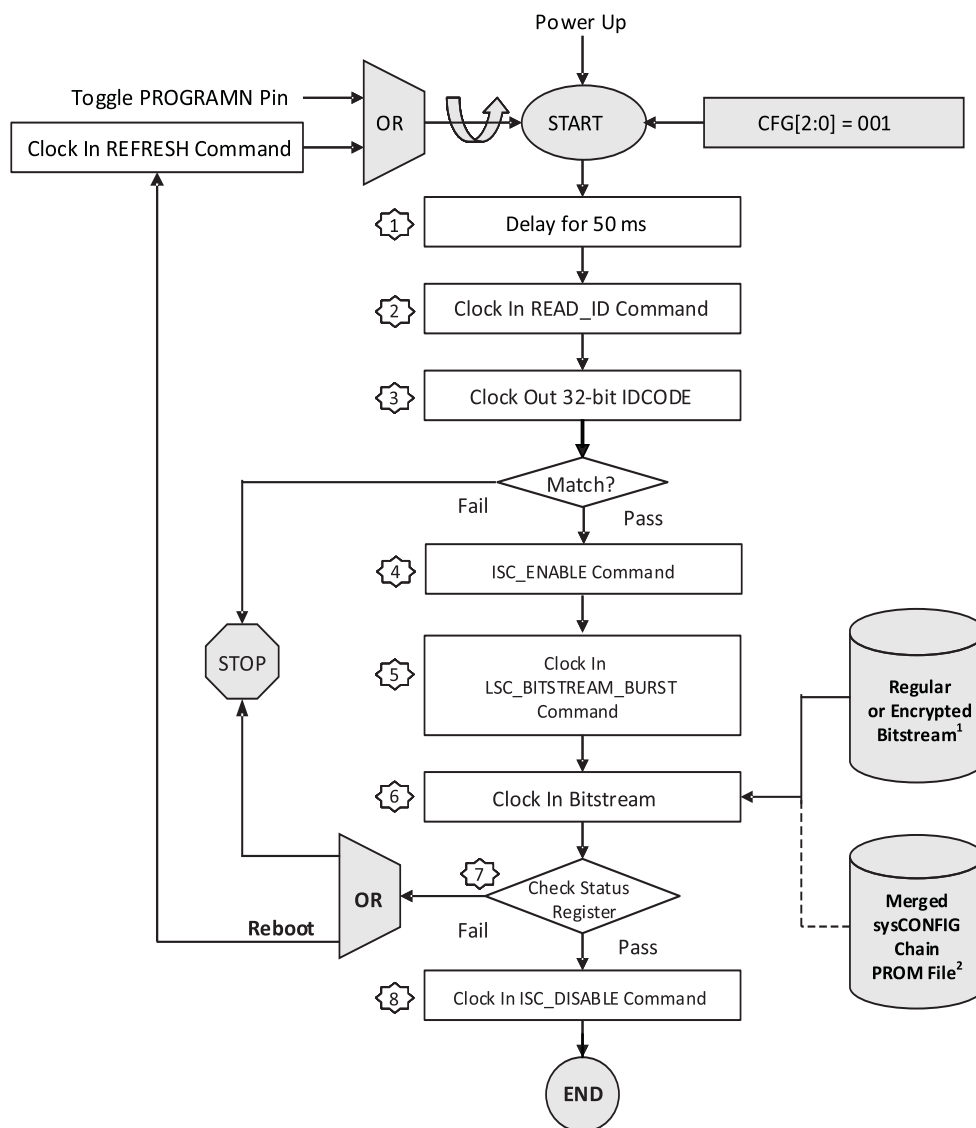 Power Up
Toggle PROGRAMN Pin
OR
START
CFG[2:0] = 001
Clock In REFRESH Command
1
Delay for 50 ms
2
Clock In READ_ID Command
3
Clock Out 32-bit IDCODE
Match?
Fail
Pass
4
ISC_ENABLE Command
STOP
5
Clock In
LSC_BITSTREAM_BURST
Command
Regular
or Encrypted
Bitstream1
6
Clock In Bitstream
7
Check Status
Register
OR
Reboot
Fail
Pass
Merged
sysCONFIG
Chain
PROM File2
8
Clock In ISC_DISABLE Command
END